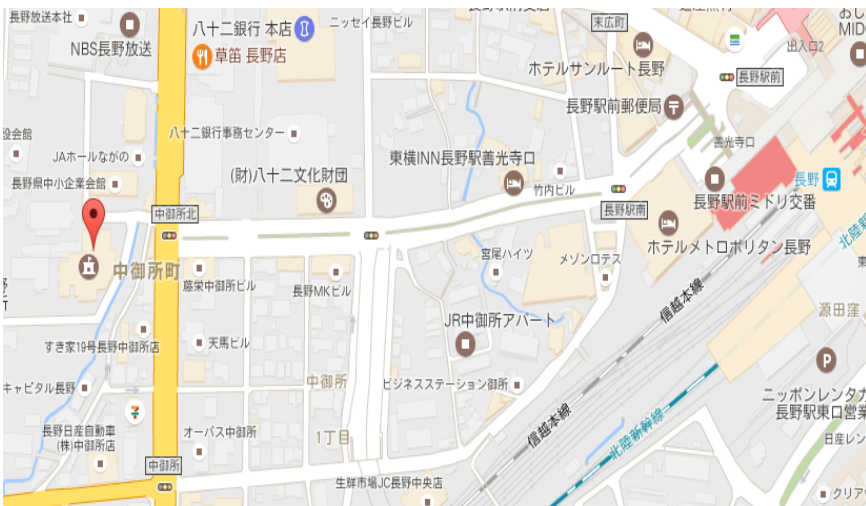 長野放送本社
NBS長野放送
八十二銀行 本店
草笛 長野店
ニッセイ長野ビル
末広町
ホテルサンルート長野
出入口2
MID
長野駅前
長野駅前郵便局
善光寺口
設会館
八十二銀行事務センター
JAホールながの
長野県中小企業会館
(財)八十二文化財団
東横INN長野駅善光寺口
竹内ビル
長野駅南
長野
長野駅前ミドリ交番
中御所北
ホテルメトロポリタン長野
北陸新
中御所町
藤栄中御所ビル
長野MKビル
宮尾ハイツ
メゾンロテス
信越本線
源田窪
すき家19号長野中御所店
天馬ビル
JR中御所アパート
キャピタル長野
中御所
ビジネスステーション御所
ニッポンレンタカ
長野駅東口営業
長野日産自動車
(株)中御所店
オーパス中御所
1丁目
信越本線
北陸新幹線
日産レン
中御所
生鮮市場JC長野中央店
クリア